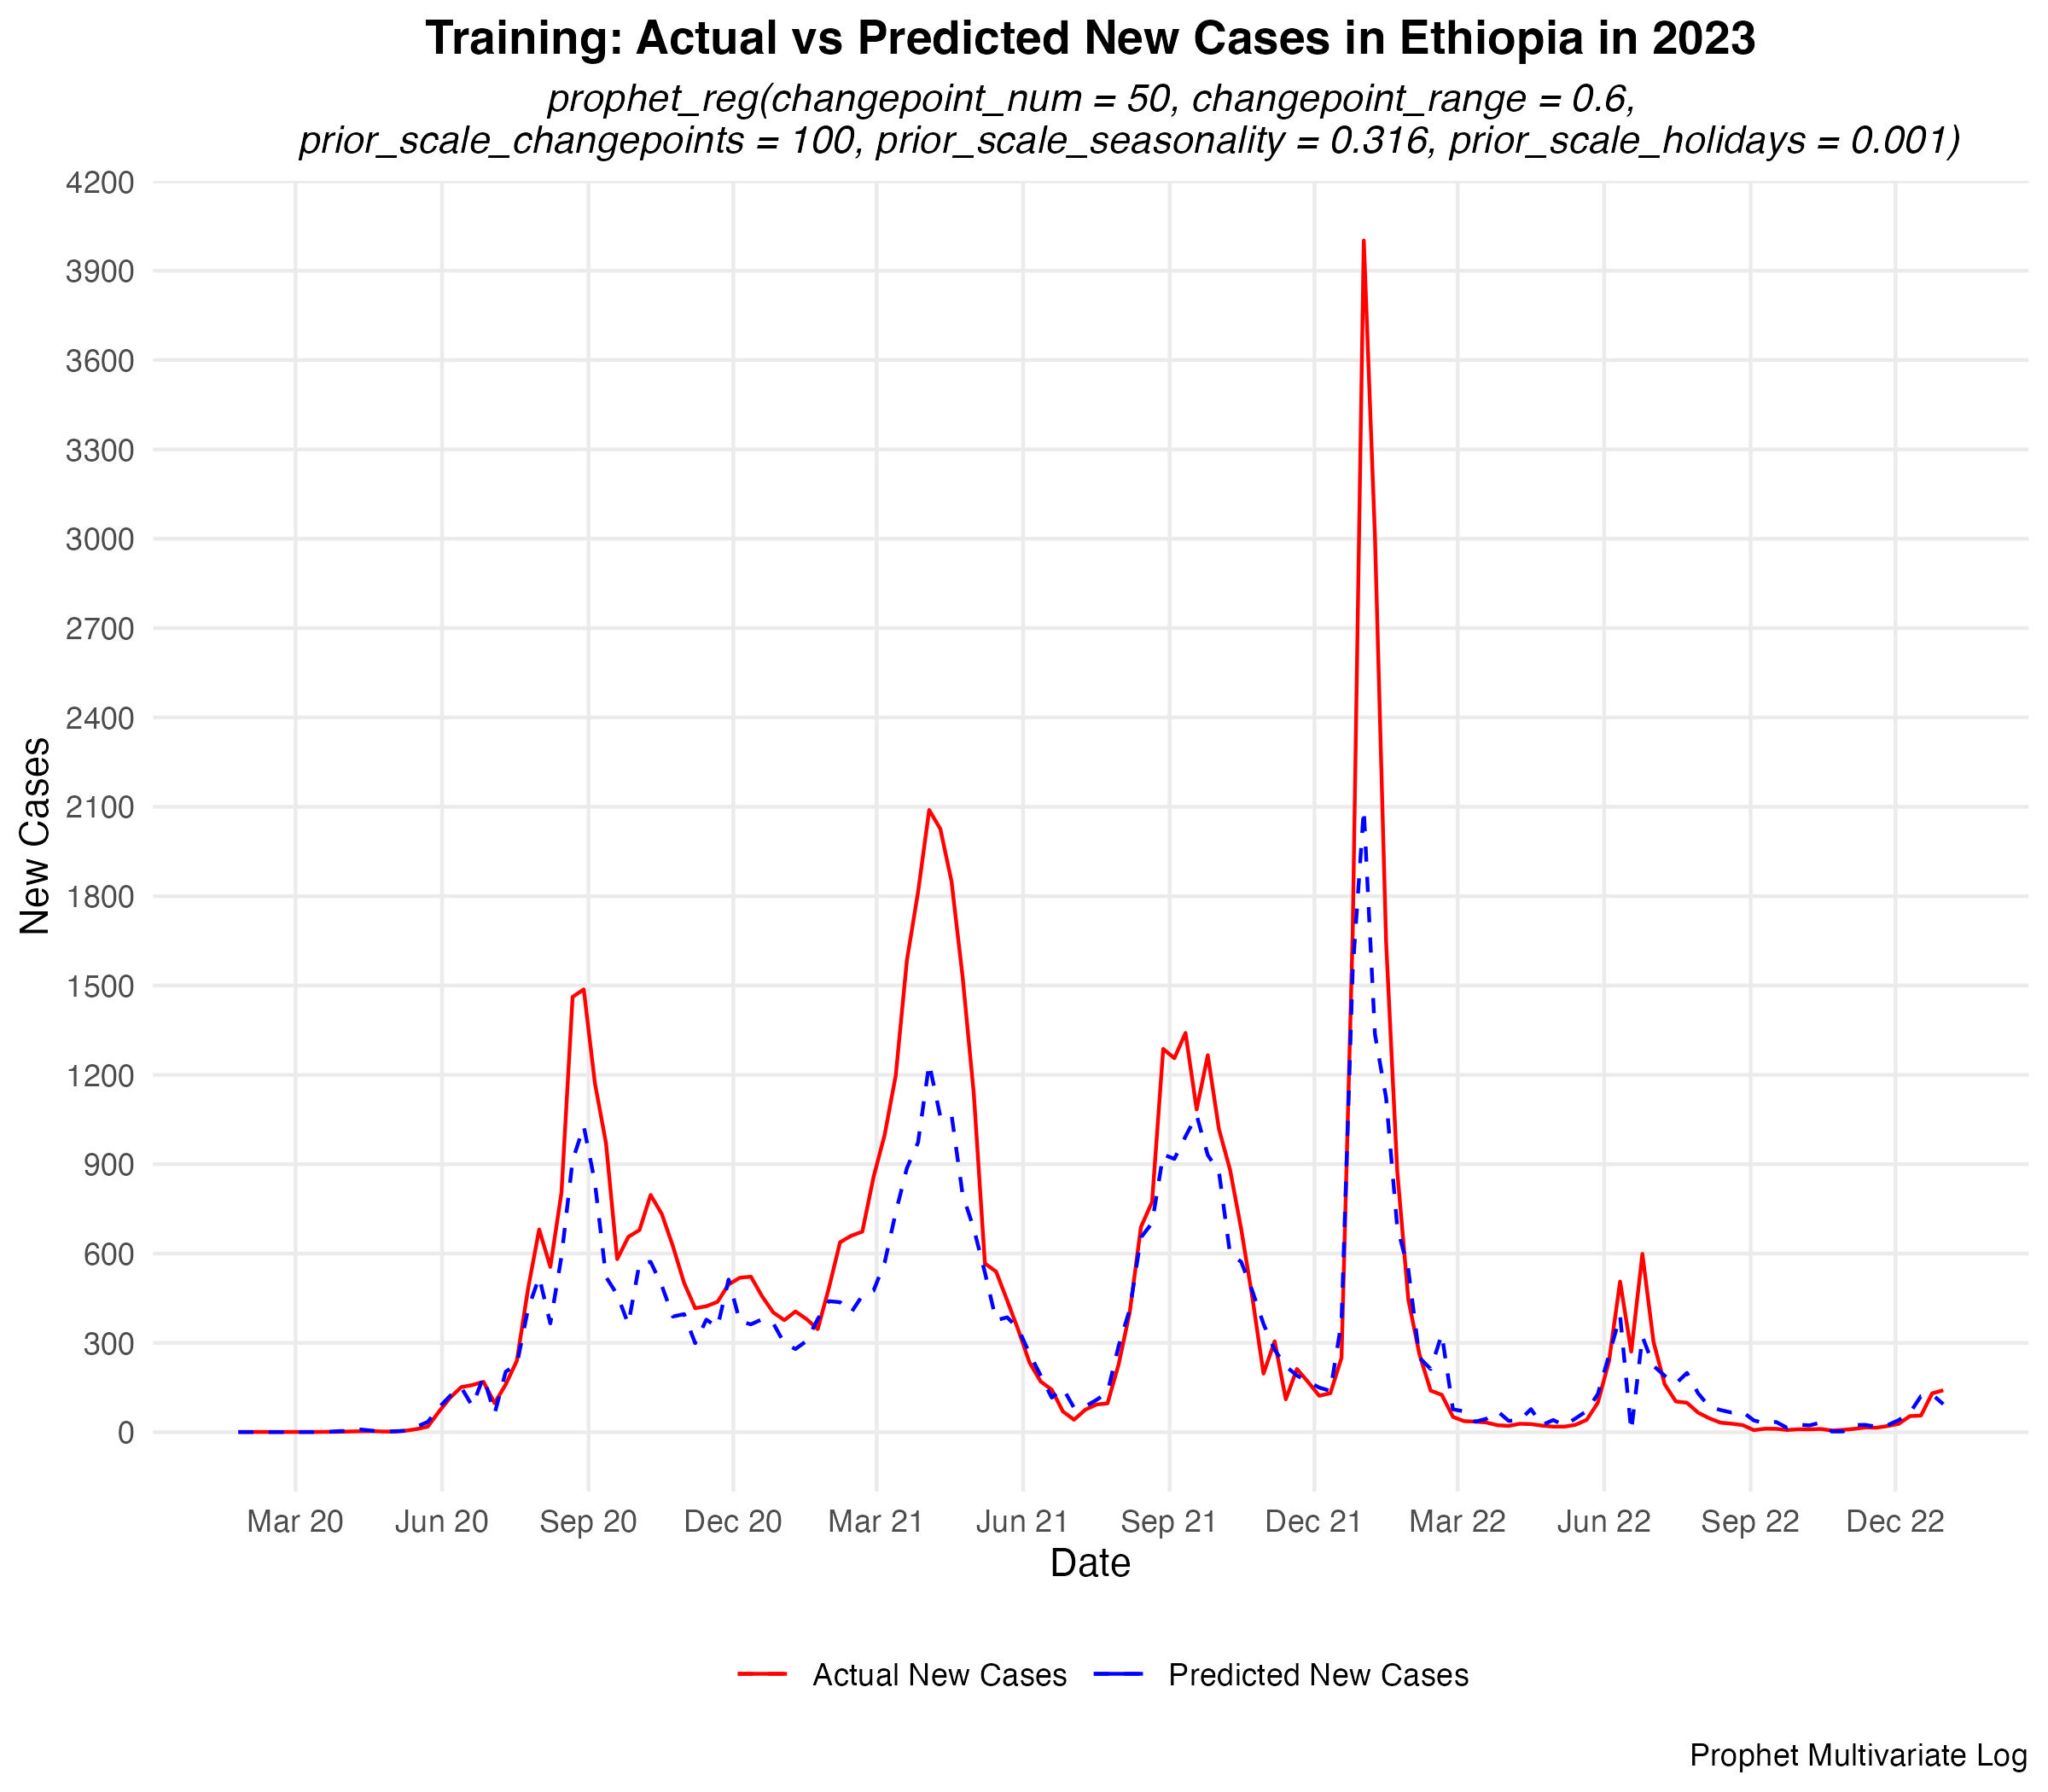 Training: Actual vs Predicted New Cases in Ethiopia in 2023
prophet_reg(changepoint_num = 50, changepoint_range = 0.6,
prior_scale_changepoints = 100, prior_scale_seasonality = 0.316, prior_scale_holidays = 0.001)
4200
3900
3600
3300
3000
2700
2400
2100
1800
1500
1200
900
600
300
0
New Cases
Mar 20 Jun 20 Sep 20 Dec 20 Mar 21 Jun 21 Sep 21 Dec 21 Mar 22 Jun 22 Sep 22 Dec 22
Date
Actual New Cases Predicted New Cases
Prophet Multivariate Log